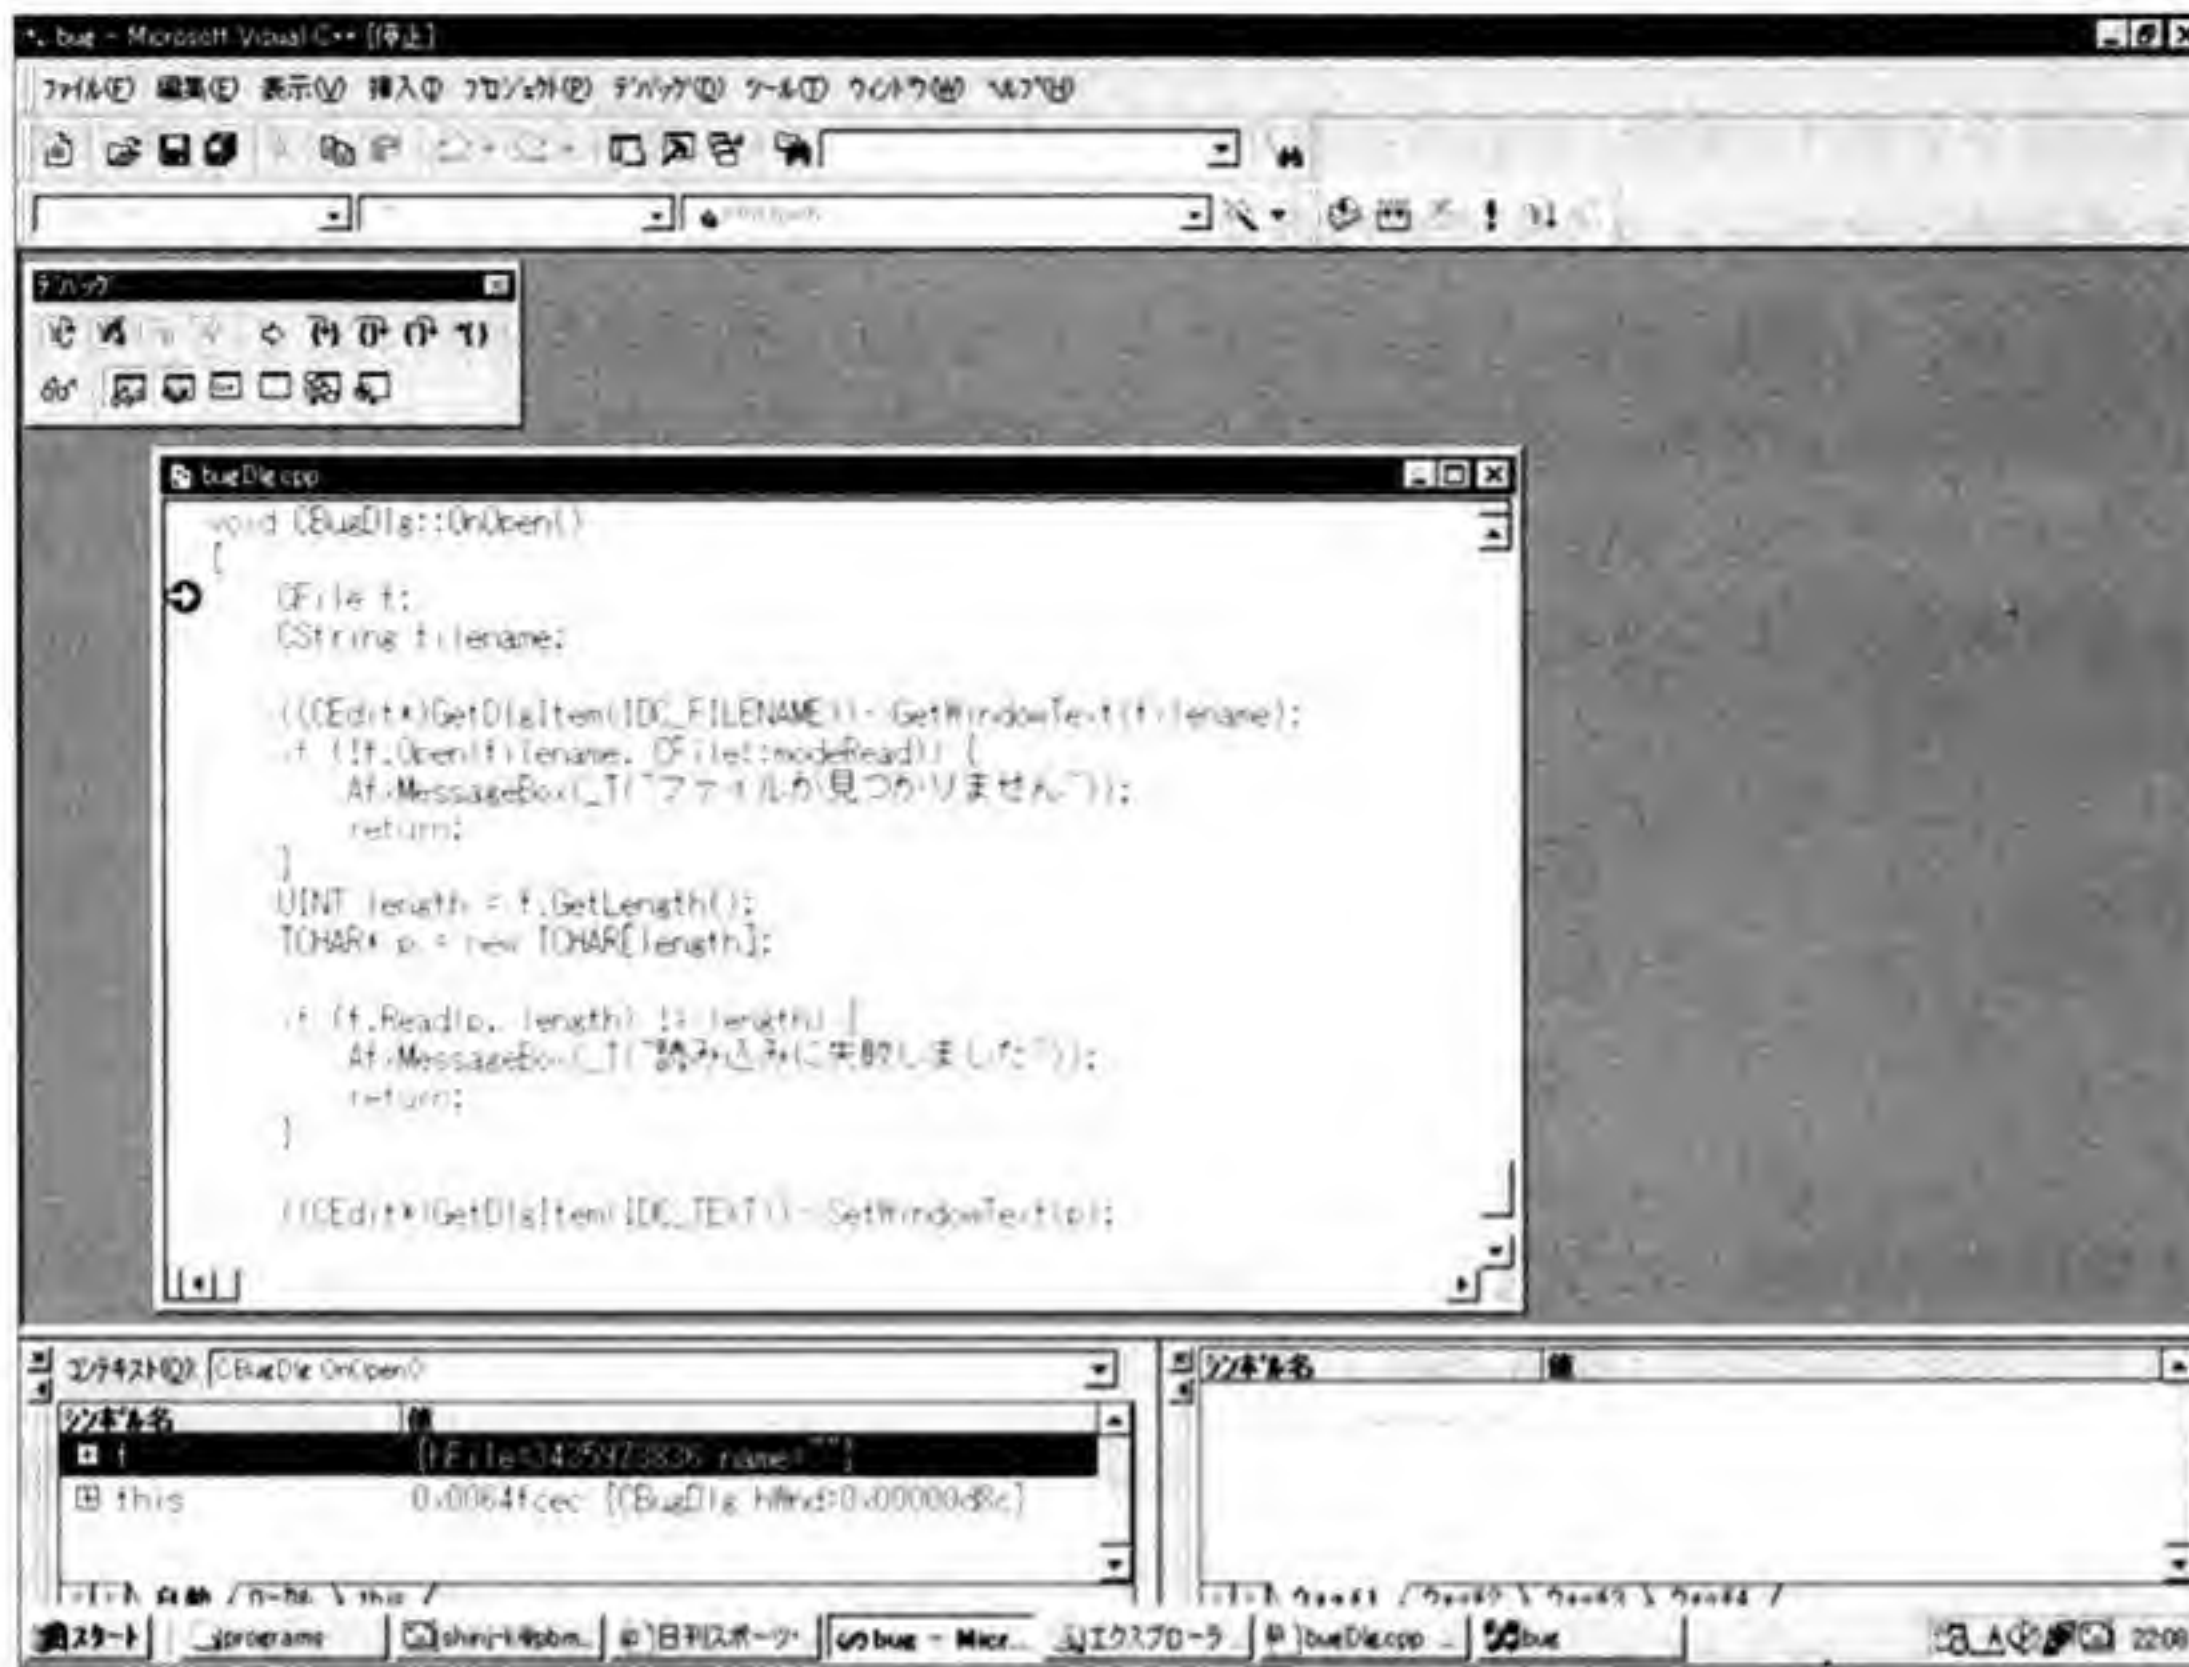 bug - Microsoft Visual C++ [停止]
ファイル(F) 編集(E) 表示(V) 挿入(I) プロジェクト(P) デバッグ(D) ツール(T) ウィンドウ(W) ヘルプ(H)
デバッグ
bugDlg.cpp
void CBugDlg::OnOpen()
{
CFile f;
CString filename;
((CEdit*)GetDlgItem(IDC_FILENAME))->GetWindowText(filename);
if (!f.Open(filename, CFile::modeRead)) {
AfxMessageBox(_T("ファイルが見つかりません"));
return;
}
UINT length = f.GetLength();
TCHAR* p = new TCHAR[length];
if (f.Read(p, length) != length) {
AfxMessageBox(_T("読み込みに失敗しました"));
return;
}
((CEdit*)GetDlgItem(IDC_TEXT))->SetWindowText(p);
コンテキスト(O): CBugDlg::OnOpen()
シンボル名 値
f {hFile=3435973836 name=""}
this 0x0064fcec {CBugDlg hWnd=0x00000d8c}
自動 ローカル this
シンボル名 値
ウォッチ1 ウォッチ2 ウォッチ3 ウォッチ4
スタート programs 日刊スポーツ bug - Micr... エクスプローラ bugDlg.cpp bug A 22:08